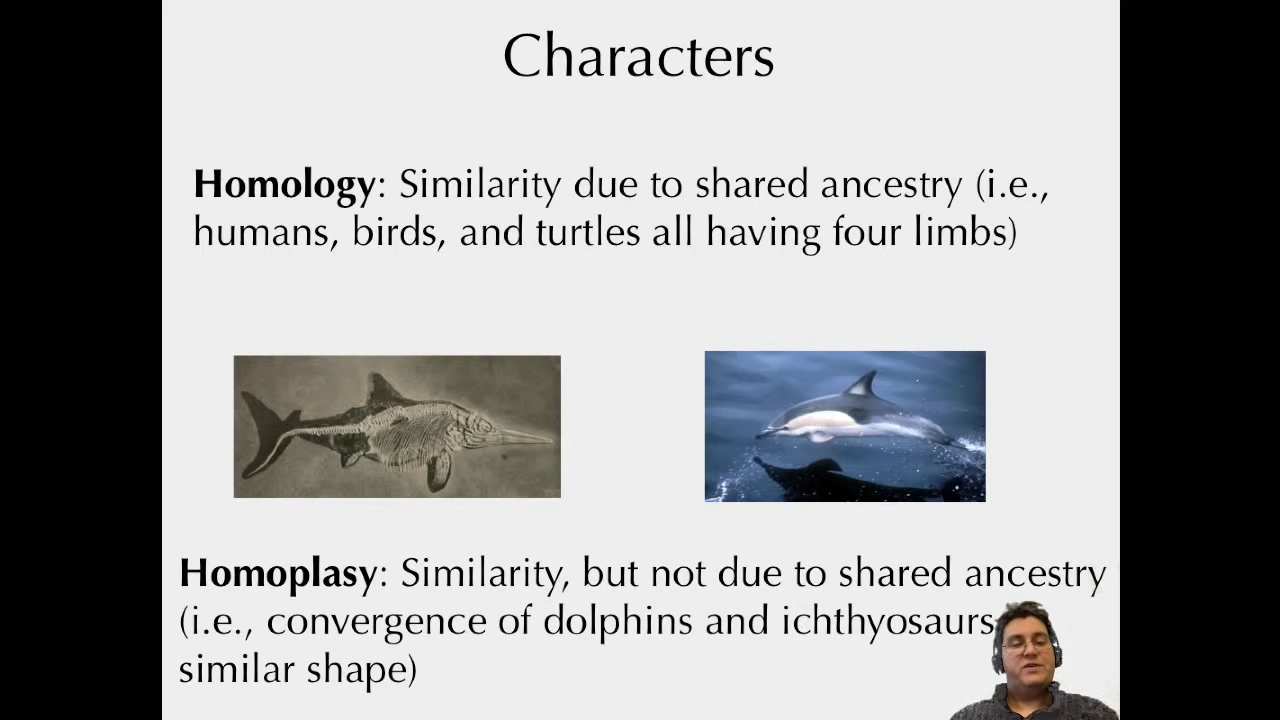 Characters
Homology: Similarity due to shared ancestry (i.e.,
humans, birds, and turtles all having four limbs)
Homoplasy: Similarity, but not due to shared ancestry
(i.e., convergence of dolphins and ichthyosaurs
similar shape)